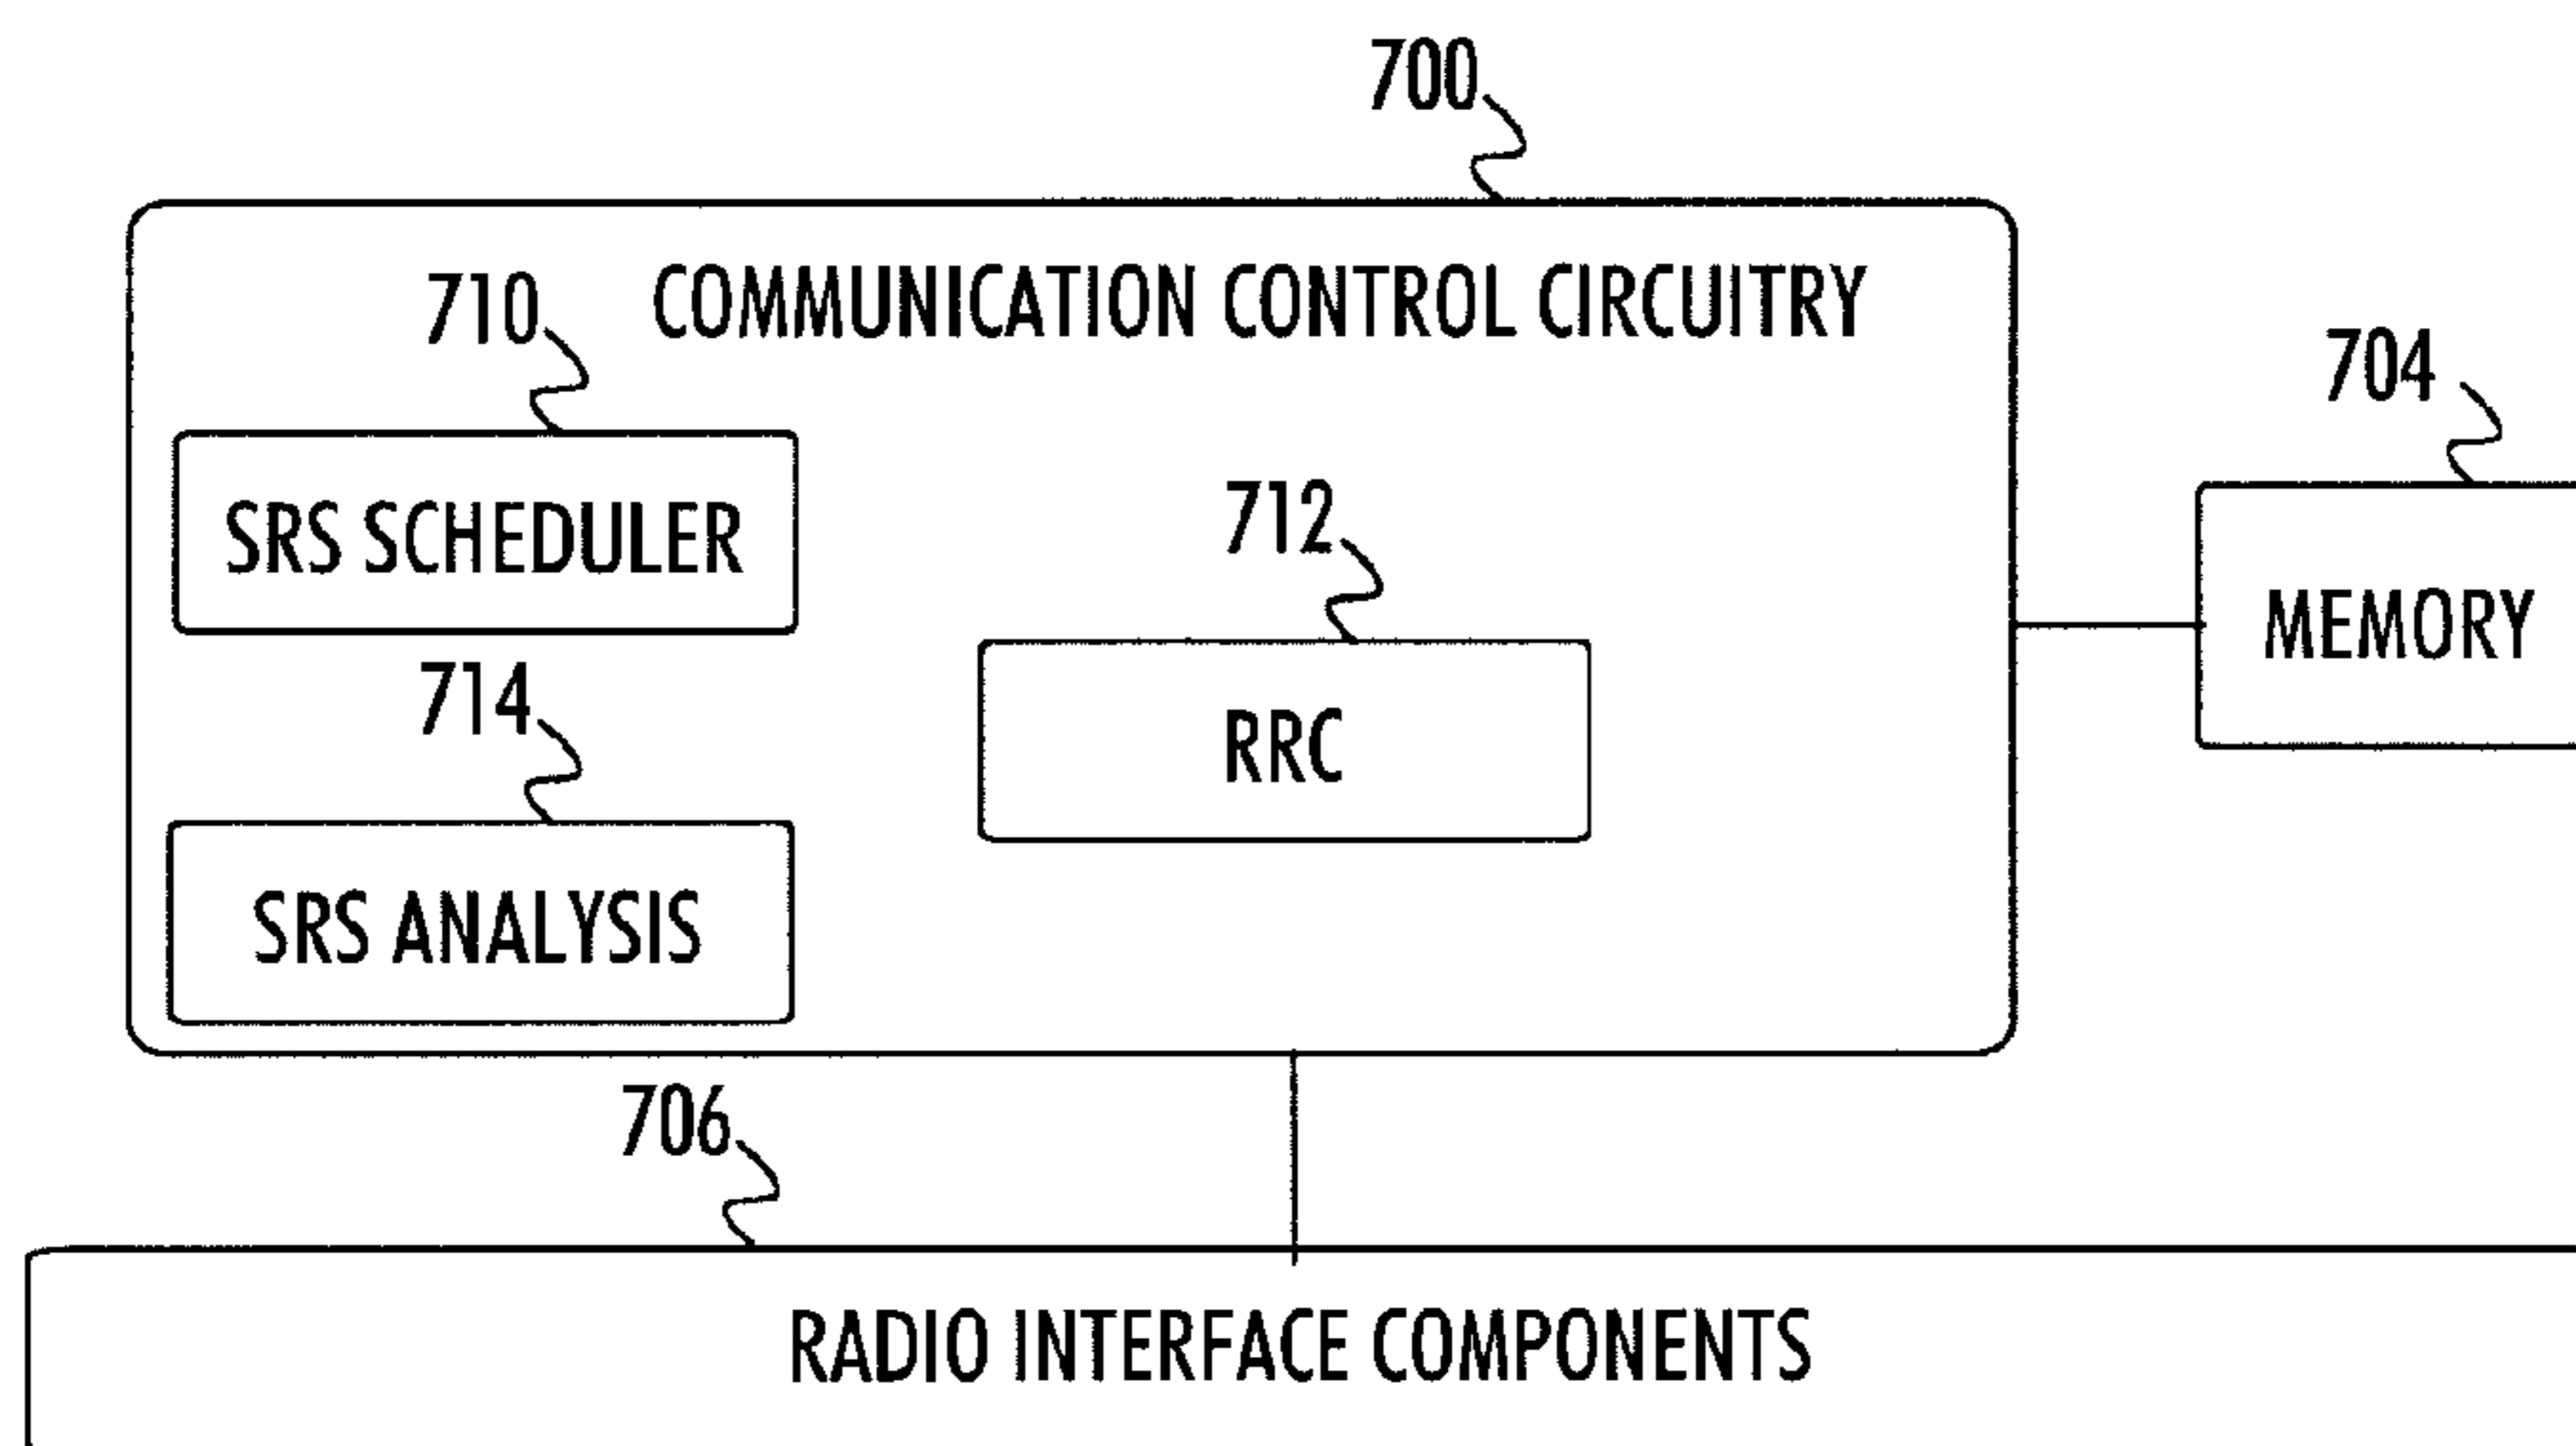 700
COMMUNICATION CONTROL CIRCUITRY
710
704
SRS SCHEDULER
712
MEMORY
714
RRC
SRS ANALYSIS
706
RADIO INTERFACE COMPONENTS